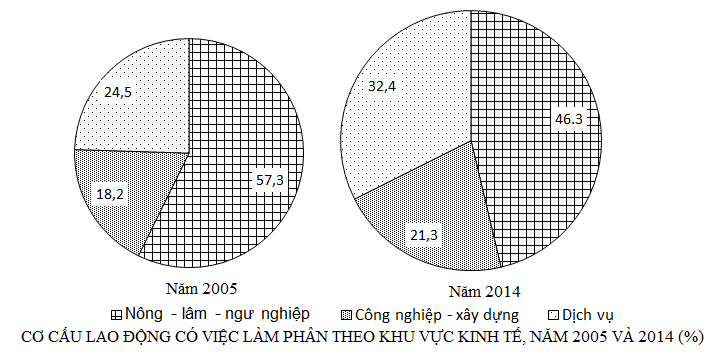 24,5
18,2
57,3
32,4
46.3
21,3
Năm 2005
Năm 2014
Nông - lâm - ngư nghiệp
Công nghiệp - xây dựng
Dịch vụ
CƠ CẤU LAO ĐỘNG CÓ VIỆC LÀM PHÂN THEO KHU VỰC KINH TẾ, NĂM 2005 VÀ 2014 (%)